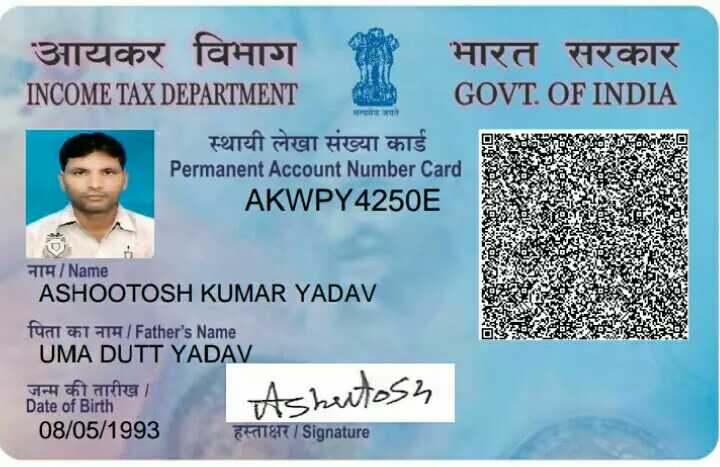 आयकर विभाग
INCOME TAX DEPARTMENT
सत्यमेव जयते
भारत सरकार
GOVT. OF INDIA
स्थायी लेखा संख्या कार्ड
Permanent Account Number Card
AKWPY4250E
नाम / Name
ASHOOTOSH KUMAR YADAV
पिता का नाम / Father's Name
UMA DUTT YADAV
जन्म की तारीख /
Date of Birth
08/05/1993
Ashutosh
हस्ताक्षर / Signature